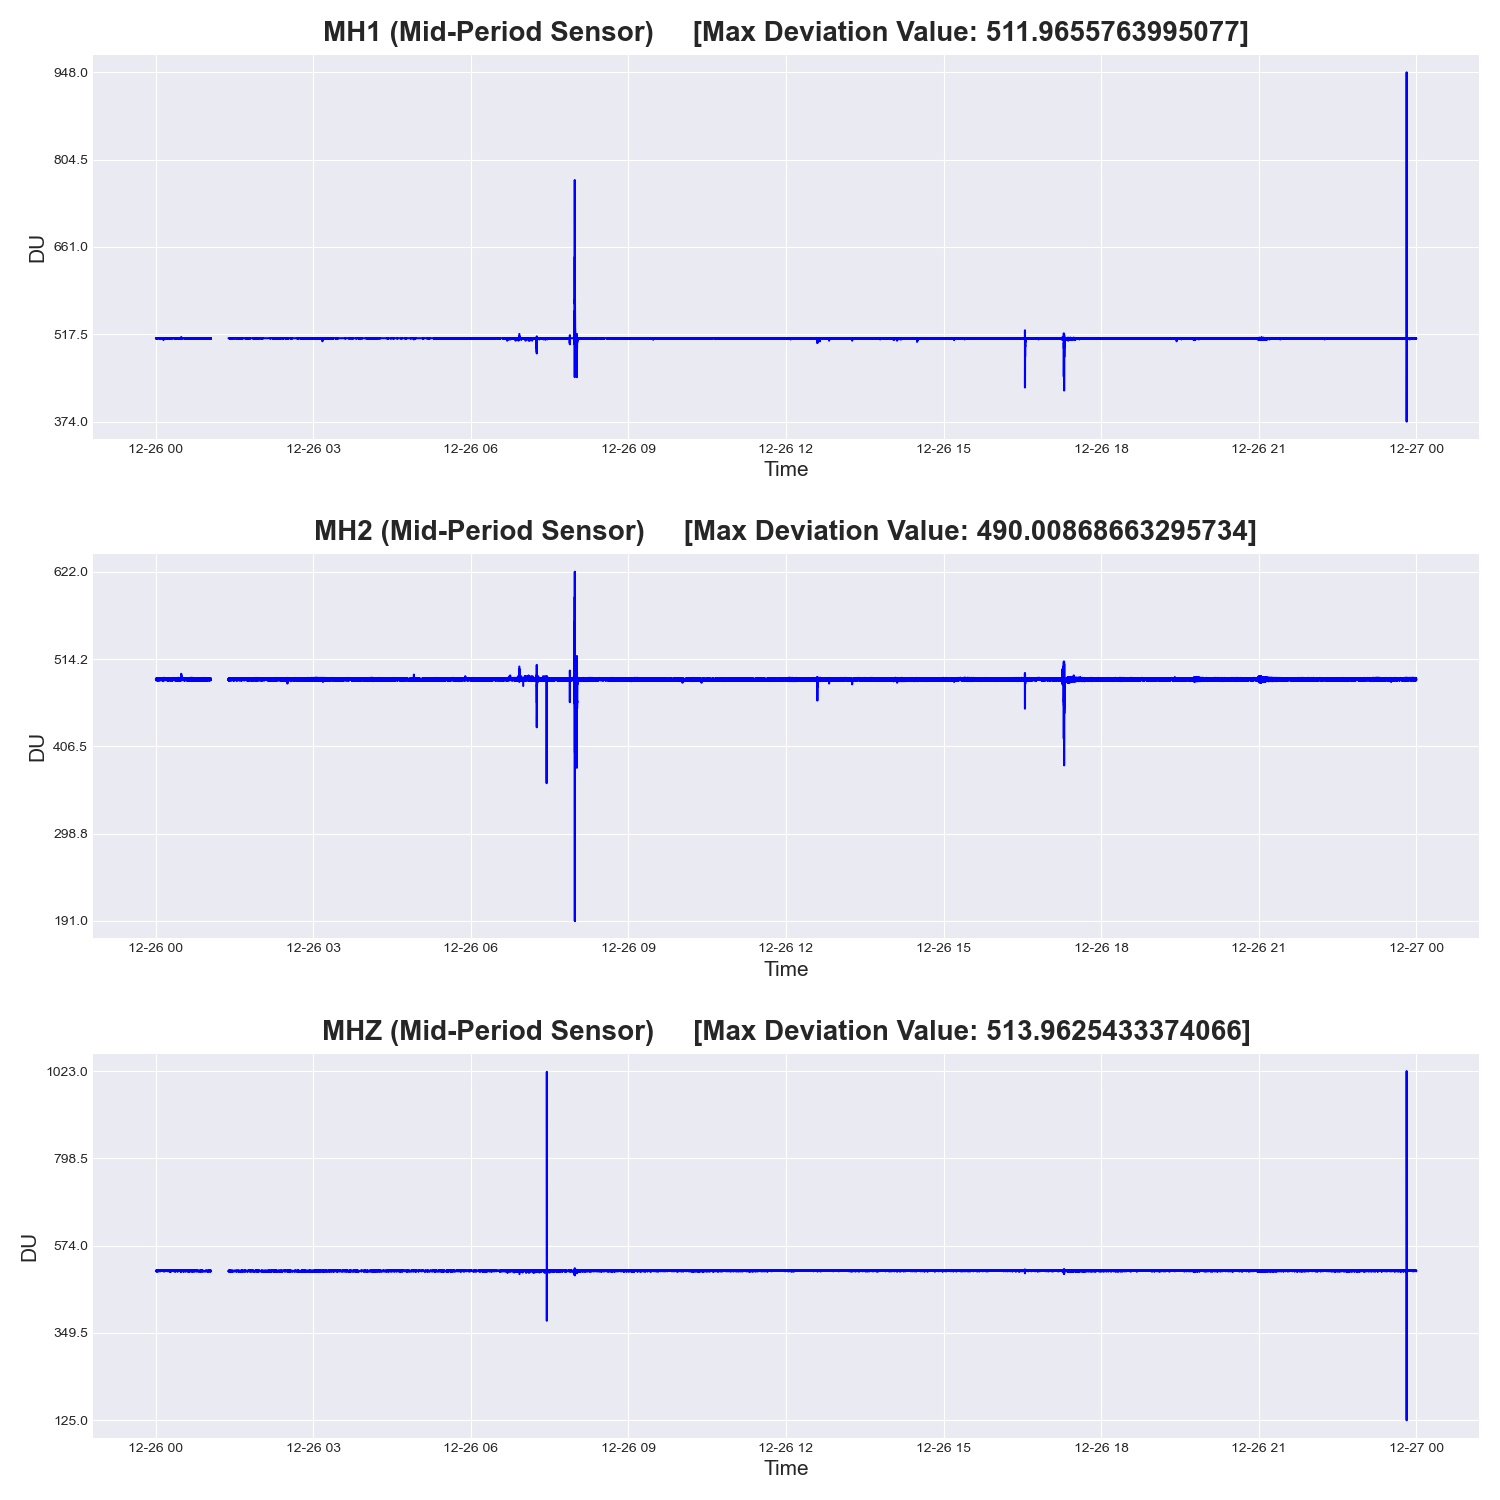 MH1 (Mid-Period Sensor) [Max Deviation Value: 511.9655763995077]
948.0
804.5
661.0
517.5
374.0
DU
12-26 00 12-26 03 12-26 06 12-26 09 12-26 12 12-26 15 12-26 18 12-26 21 12-27 00
Time
MH2 (Mid-Period Sensor) [Max Deviation Value: 490.00868663295734]
622.0
514.2
406.5
298.8
191.0
DU
12-26 00 12-26 03 12-26 06 12-26 09 12-26 12 12-26 15 12-26 18 12-26 21 12-27 00
Time
MHZ (Mid-Period Sensor) [Max Deviation Value: 513.9625433374066]
1023.0
798.5
574.0
349.5
125.0
DU
12-26 00 12-26 03 12-26 06 12-26 09 12-26 12 12-26 15 12-26 18 12-26 21 12-27 00
Time